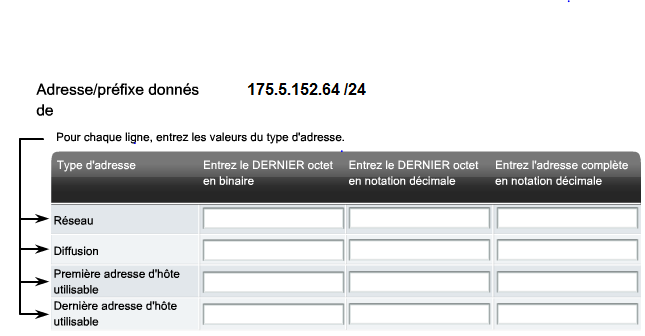 Adresse/préfixe donnés 175.5.152.64 /24
de
Pour chaque ligne, entrez les valeurs du type d'adresse.
Type d'adresse Entrez le DERNIER octet Entrez le DERNIER octet Entrez l'adresse complète
en binaire en notation décimale en notation décimale
Réseau
Diffusion
Première adresse d'hôte
utilisable
Dernière adresse d'hôte
utilisable